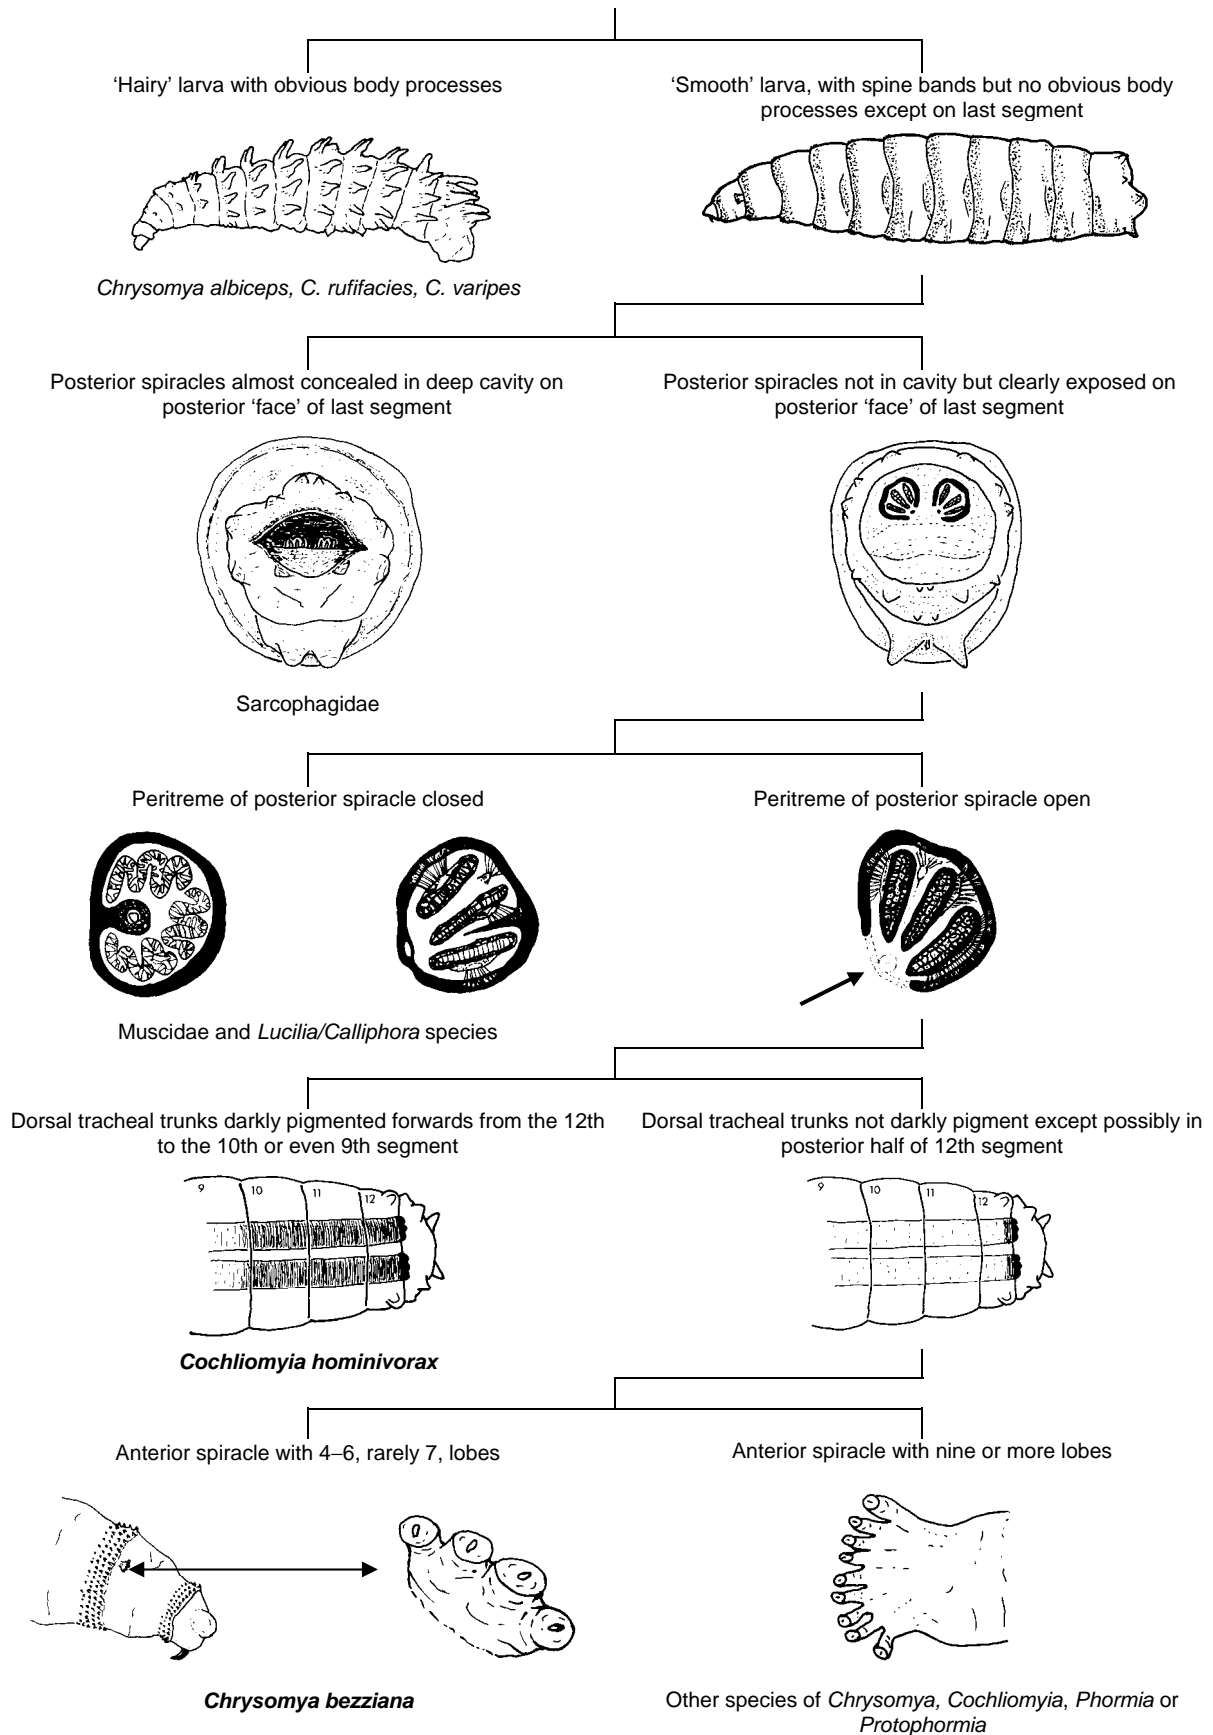 ‘Hairy’ larva with obvious body processes
‘Smooth’ larva, with spine bands but no obvious body
processes except on last segment
Chrysomya albiceps, C. rufifacies, C. varipes
Posterior spiracles almost concealed in deep cavity on
posterior ‘face’ of last segment
Posterior spiracles not in cavity but clearly exposed on
posterior ‘face’ of last segment
Sarcophagidae
Peritreme of posterior spiracle closed
Peritreme of posterior spiracle open
Muscidae and Lucilia/Calliphora species
Dorsal tracheal trunks darkly pigmented forwards from the 12th
to the 10th or even 9th segment
Dorsal tracheal trunks not darkly pigment except possibly in
posterior half of 12th segment
9 10 11 12
9 10 11 12
Cochliomyia hominivorax
Anterior spiracle with 4–6, rarely 7, lobes
Anterior spiracle with nine or more lobes
Chrysomya bezziana
Other species of Chrysomya, Cochliomyia, Phormia or
Protophormia